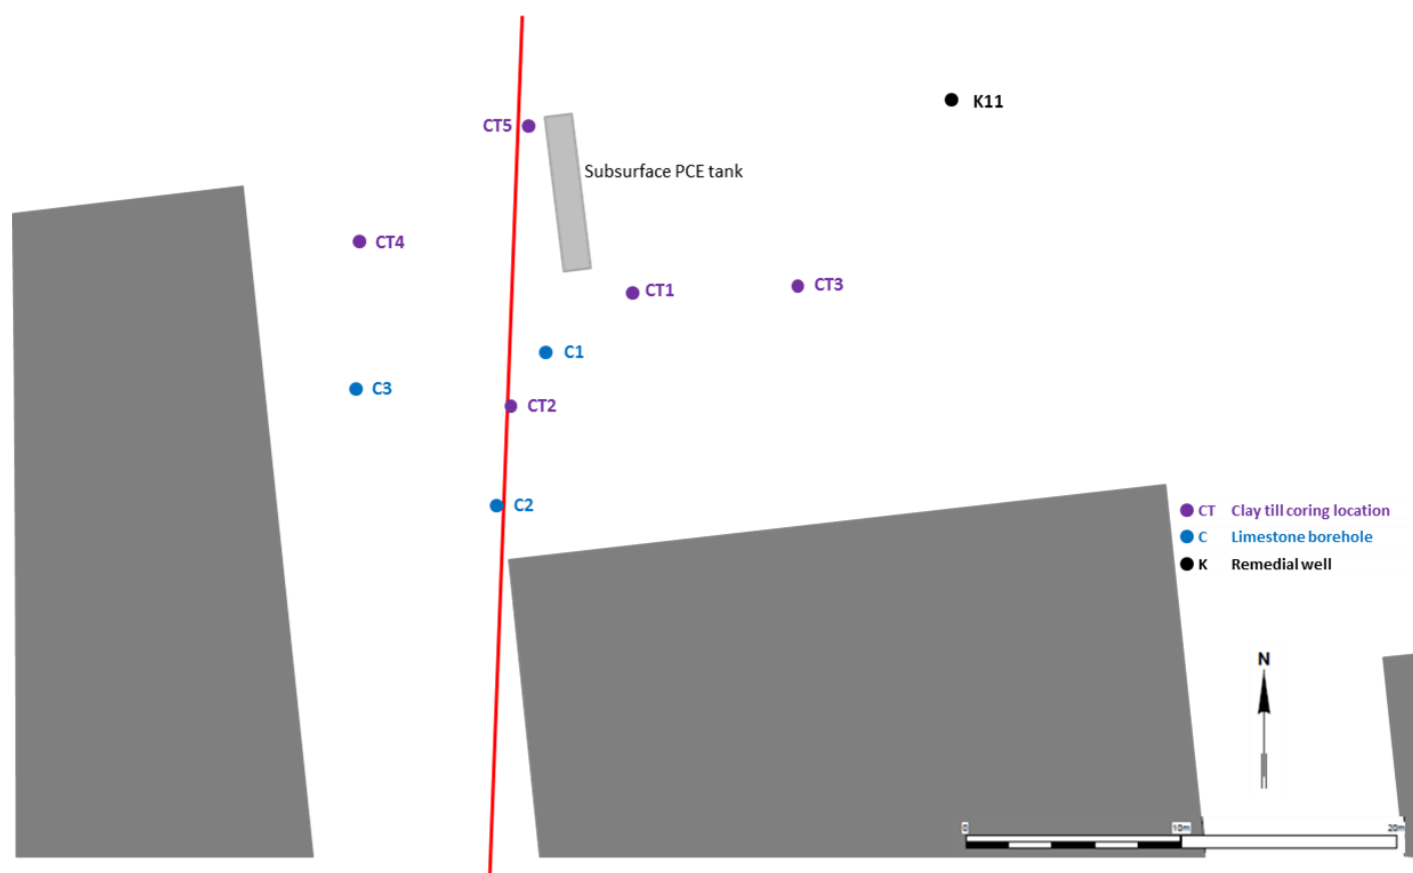 K11
CT5
Subsurface PCE tank
CT4
CT1
CT3
C1
C3
CT2
C2
CT Clay till coring location
C Limestone borehole
K Remedial well
N
0 10m 20m